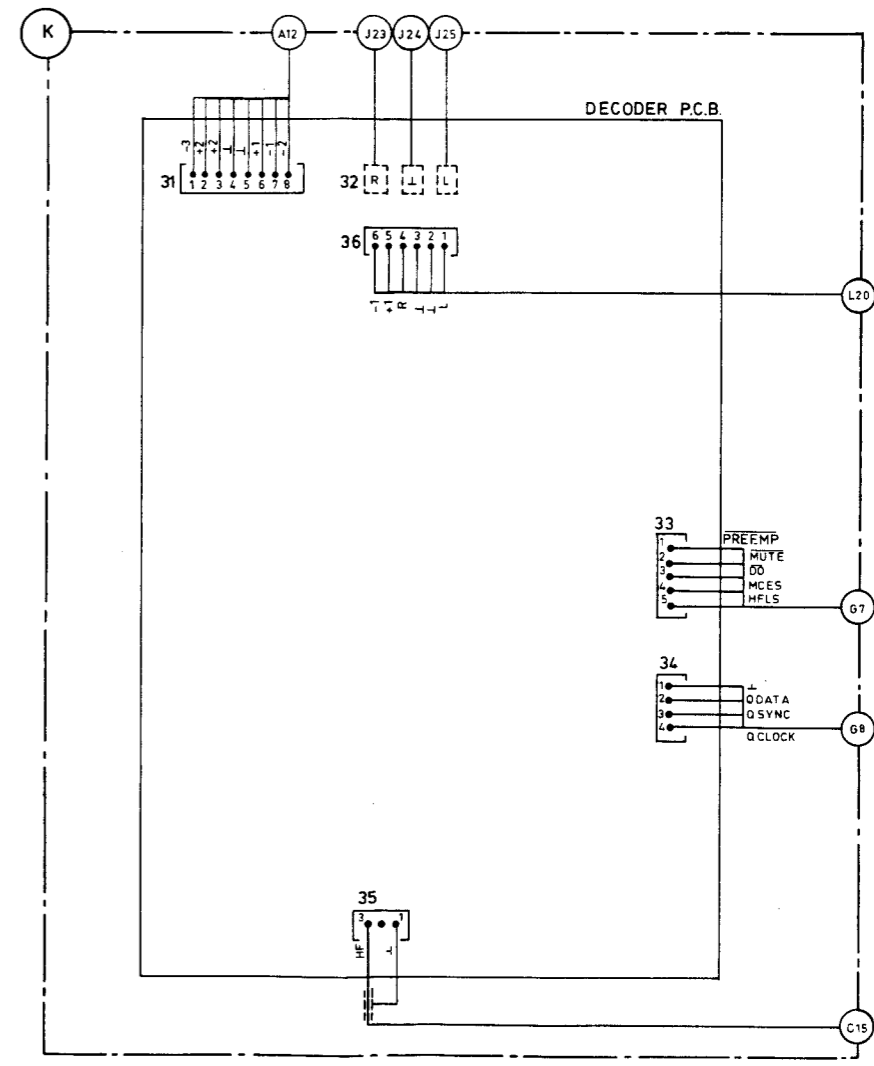 K
A12 J23 J24 J25
DECODER P.C.B.
-3 +2 +2 ⊥ ⊥ +1 -1 -2
31 1 2 3 4 5 6 7 8
32 R ⊥ L
36 6 5 4 3 2 1
-1 +1 R ⊥ ⊥ L
L20
33
1 PREEMP
2 MUTE
3 DO
4 MCES
5 HFLS
G7
34
1 ⊥
2 QDATA
3 QSYNC
4 QCLOCK
G8
35
3 1
HF ⊥
C15